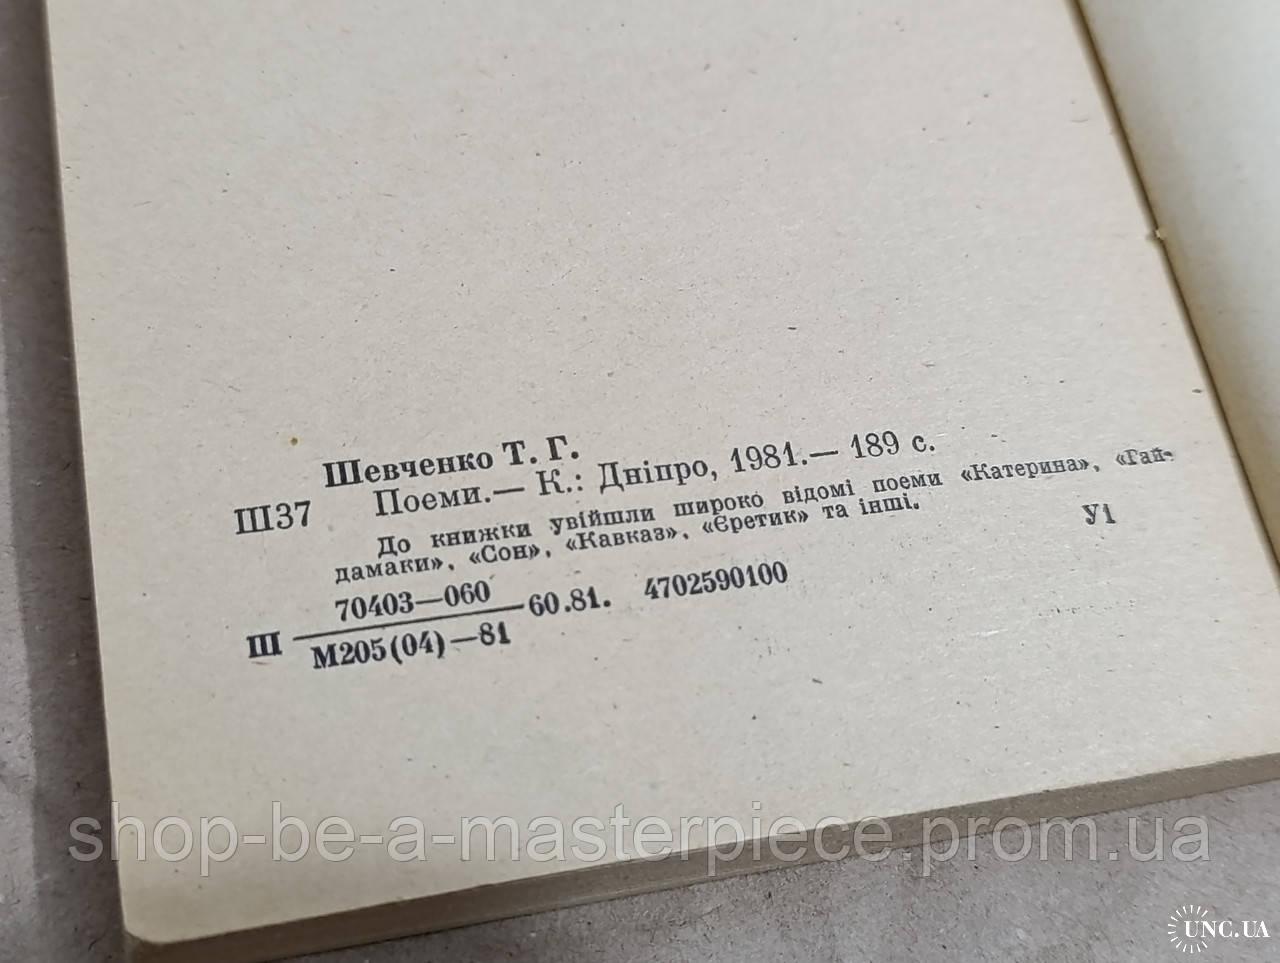 Шевченко Т. Г.
Ш37 Поеми.— К.: Дніпро, 1981.— 189 с.
До книжки увійшли широко відомі поеми «Катерина», «Гай-
дамаки», «Сон», «Кавказ», «Єретик» та інші.
У1
70403—060
Ш 60.81. 4702590100
М205(04)—81
shop-be-a-masterpiece.prom.ua
UNC.UA